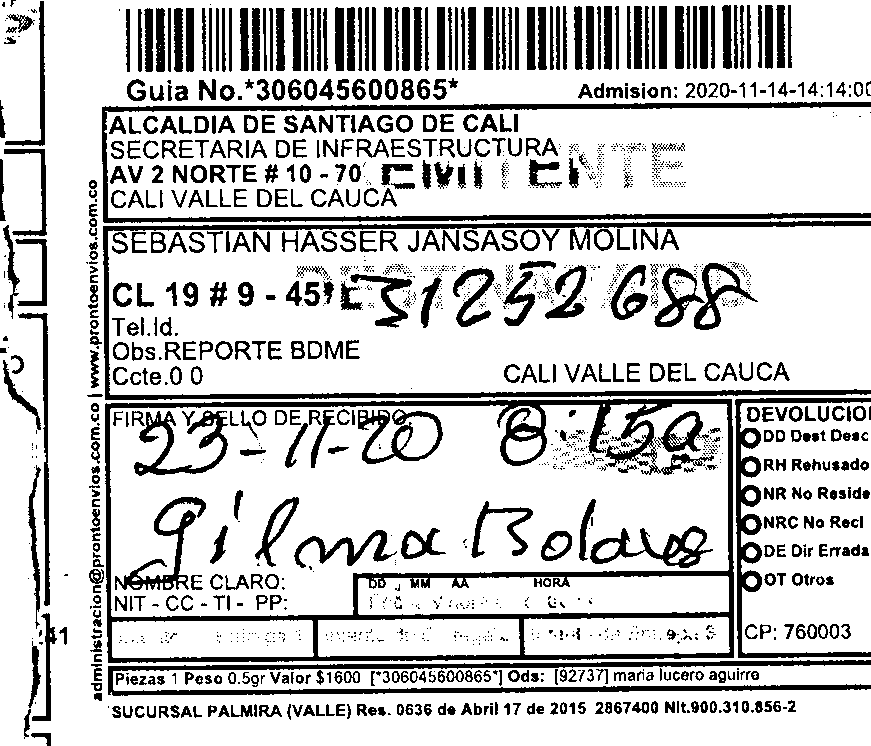 Guia No.*306045600865*
Admision: 2020-11-14-14:14:00
ALCALDIA DE SANTIAGO DE CALI
SECRETARIA DE INFRAESTRUCTURA
AV 2 NORTE # 10 - 70
CALI VALLE DEL CAUCA
SEBASTIAN HASSER JANSASOY MOLINA
CL 19 # 9 - 45
31252688
Tel.Id.
Obs.REPORTE BDME
Ccte.0 0
CALI VALLE DEL CAUCA
administracion@prontoenvios.com.co | www.prontoenvios.com.co
FIRMA Y SELLO DE RECIBIDO
23-11-20 8:15a
Gilma Bolaños
NOMBRE CLARO:
NIT - CC - TI - PP:
DD MM AA HORA
DEVOLUCIO
DD Dest Desc
RH Rehusado
NR No Reside
NRC No Recl
DE Dir Errada
OT Otros
CP: 760003
Piezas 1 Peso 0.5gr Valor $1600 [*306045600865*] Ods: [92737] maria lucero aguirre
SUCURSAL PALMIRA (VALLE) Res. 0636 de Abril 17 de 2015 2867400 Nit.900.310.856-2